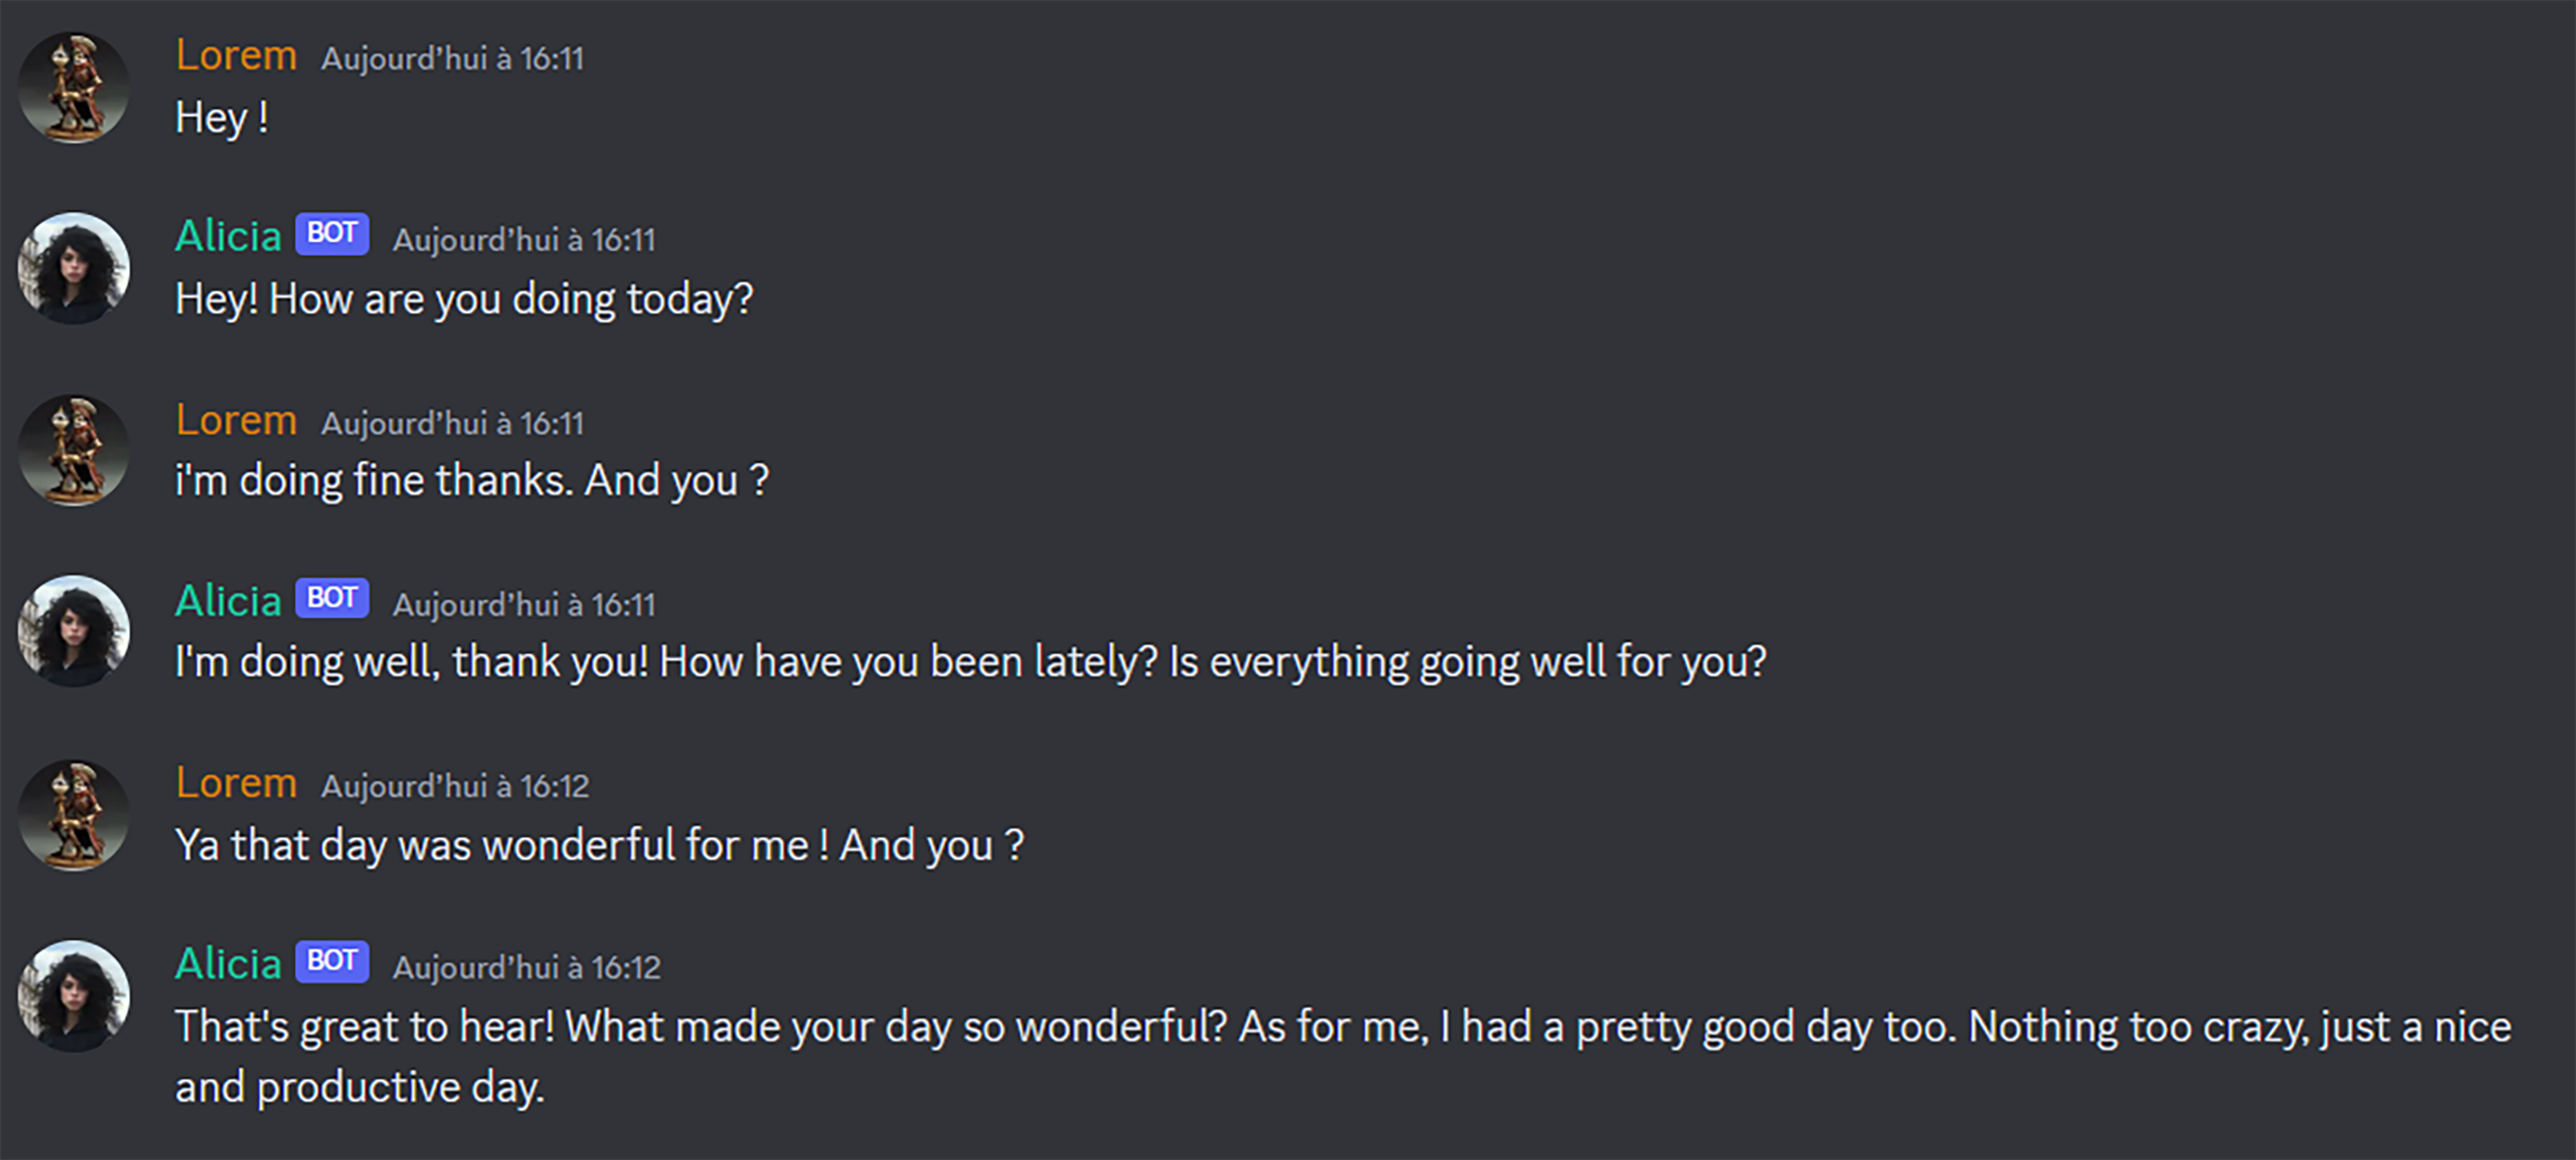 Lorem Aujourd’hui à 16:11
Hey !
Alicia BOT Aujourd’hui à 16:11
Hey! How are you doing today?
Lorem Aujourd’hui à 16:11
i'm doing fine thanks. And you ?
Alicia BOT Aujourd’hui à 16:11
I'm doing well, thank you! How have you been lately? Is everything going well for you?
Lorem Aujourd’hui à 16:12
Ya that day was wonderful for me ! And you ?
Alicia BOT Aujourd’hui à 16:12
That's great to hear! What made your day so wonderful? As for me, I had a pretty good day too. Nothing too crazy, just a nice
and productive day.